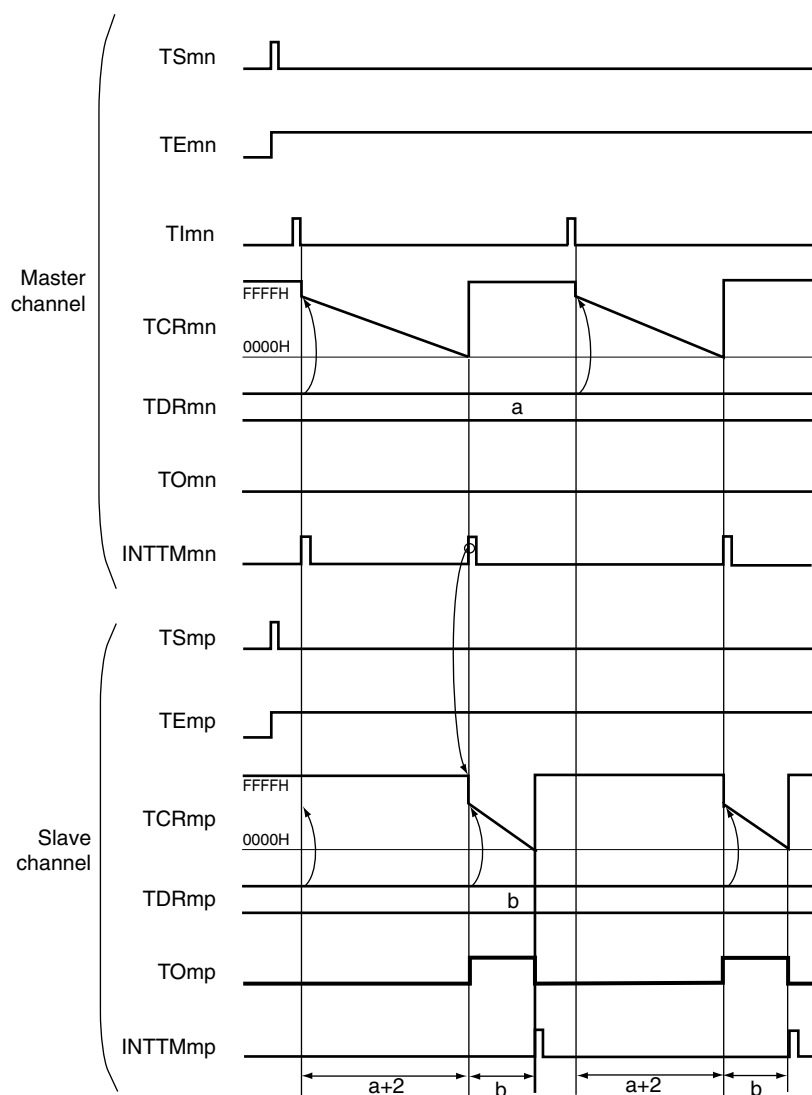 TSmn
TEmn
TImn
Master
channel
FFFFH
TCRmn
0000H
TDRmn
a
TOmn
INTTMmn
TSmp
TEmp
FFFFH
TCRmp
0000H
Slave
channel
TDRmp
b
TOmp
INTTMmp
a+2 b a+2 b